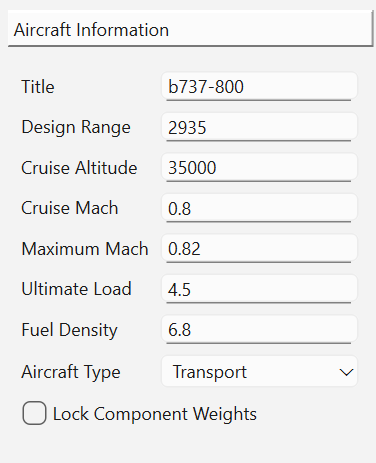 Aircraft Information
Title b737-800
Design Range 2935
Cruise Altitude 35000
Cruise Mach 0.8
Maximum Mach 0.82
Ultimate Load 4.5
Fuel Density 6.8
Aircraft Type Transport
Lock Component Weights